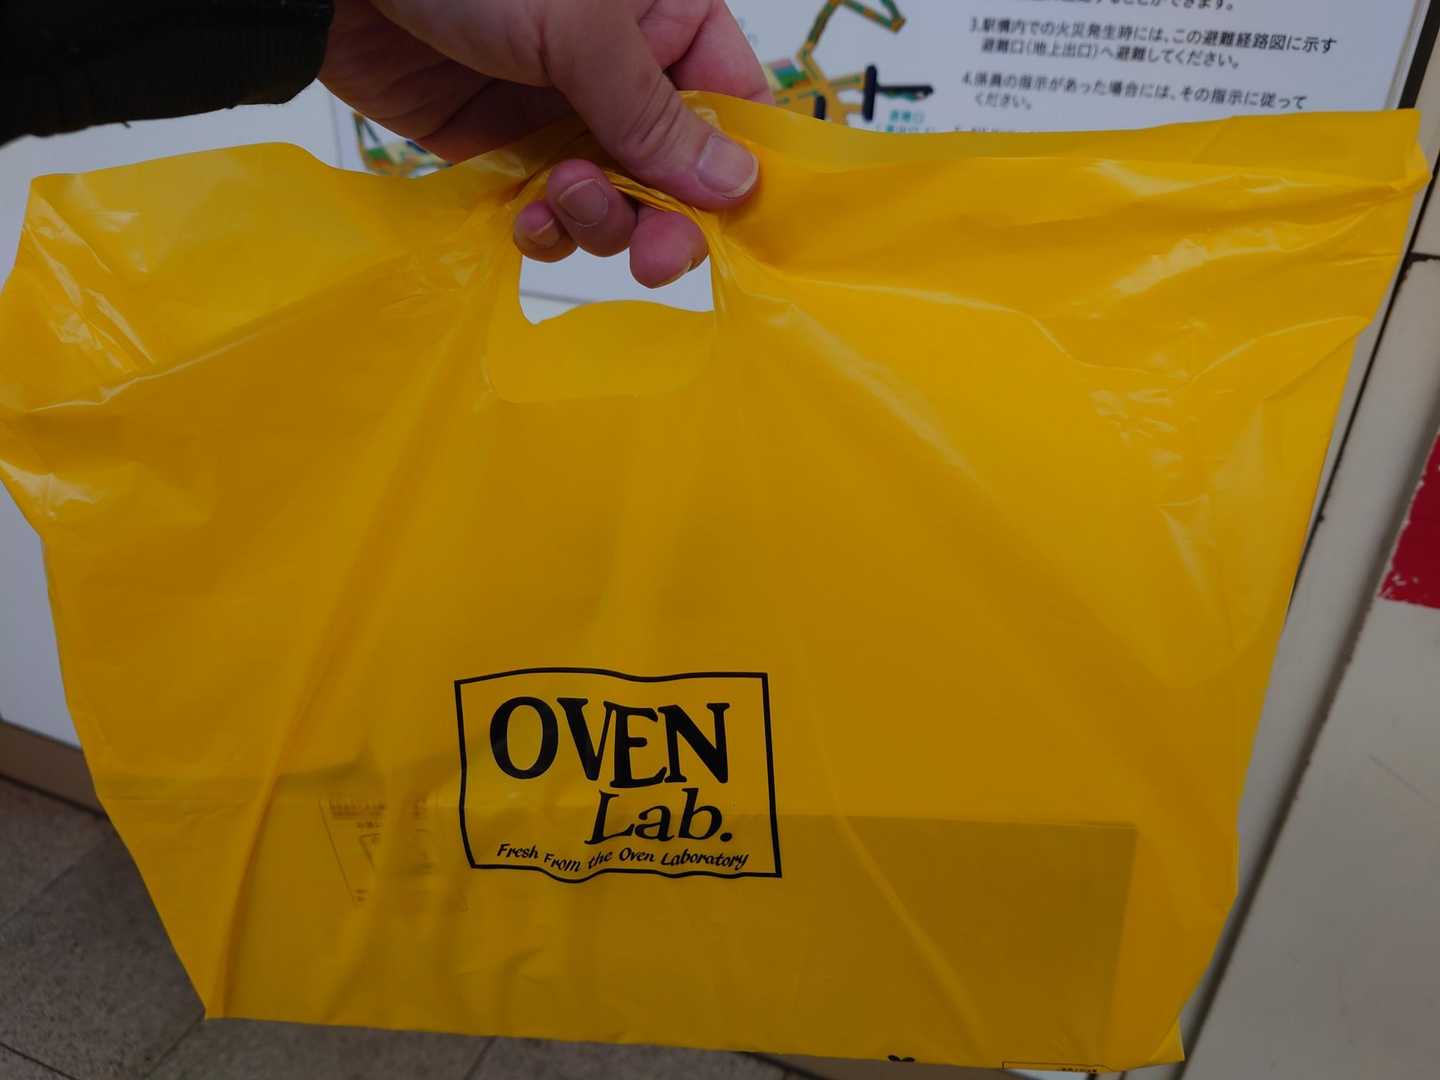 3.駅構内での火災発生時には、この避難経路図に示す
避難口(地上出口)へ避難してください。
4.係員の指示があった場合には、その指示に従って
ください。
避難口
OVEN
Lab.
Fresh From the Oven Laboratory